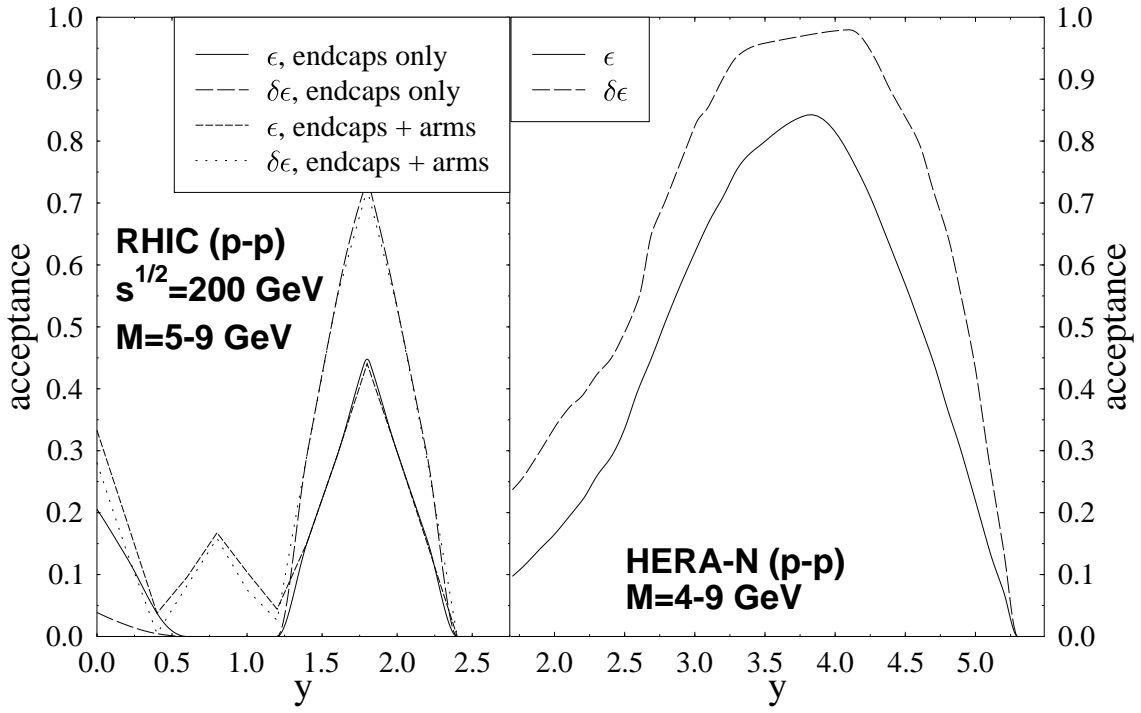 1.0
0.9
0.8
0.7
0.6
0.5
0.4
0.3
0.2
0.1
0.0
acceptance
ϵ, endcaps only
δϵ, endcaps only
ϵ, endcaps + arms
δϵ, endcaps + arms
RHIC (p-p)
s^1/2=200 GeV
M=5-9 GeV
0.0 0.5 1.0 1.5 2.0 2.5
y
ϵ
δϵ
HERA-N (p-p)
M=4-9 GeV
2.0 2.5 3.0 3.5 4.0 4.5 5.0
y
1.0
0.9
0.8
0.7
0.6
0.5
0.4
0.3
0.2
0.1
0.0
acceptance